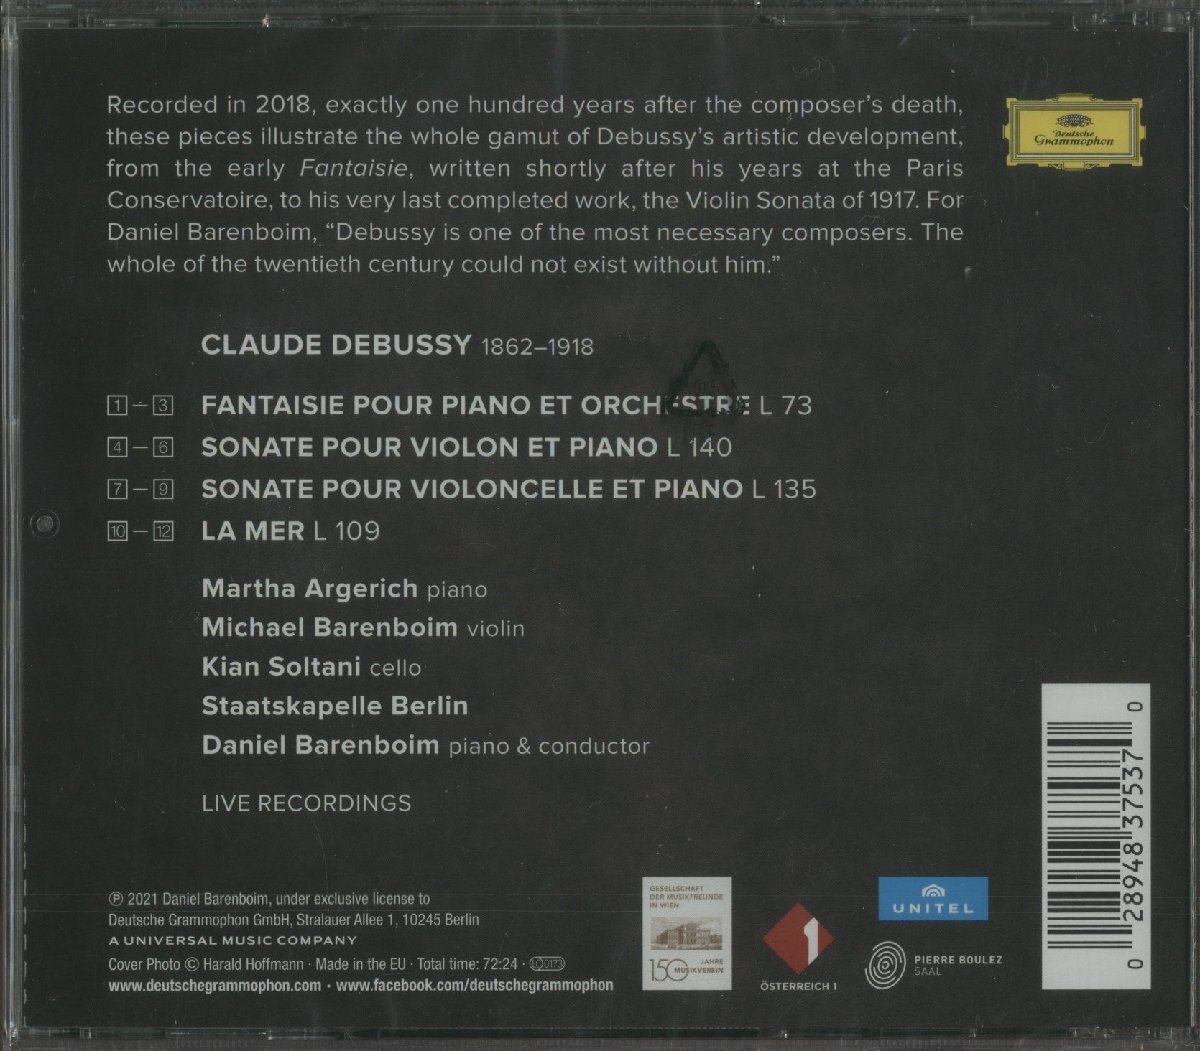 Recorded in 2018, exactly one hundred years after the composer's death,
these pieces illustrate the whole gamut of Debussy's artistic development,
from the early Fantaisie, written shortly after his years at the Paris
Conservatoire, to his very last completed work, the Violin Sonata of 1917. For
Daniel Barenboim, “Debussy is one of the most necessary composers. The
whole of the twentieth century could not exist without him.”
Deutsche
Grammophon
CLAUDE DEBUSSY 1862–1918
1 – 3 FANTAISIE POUR PIANO ET ORCHESTRE L 73
4 – 6 SONATE POUR VIOLON ET PIANO L 140
7 – 9 SONATE POUR VIOLONCELLE ET PIANO L 135
10 – 12 LA MER L 109
Martha Argerich piano
Michael Barenboim violin
Kian Soltani cello
Staatskapelle Berlin
Daniel Barenboim piano & conductor
LIVE RECORDINGS
℗ 2021 Daniel Barenboim, under exclusive license to
Deutsche Grammophon GmbH, Stralauer Allee 1, 10245 Berlin
A UNIVERSAL MUSIC COMPANY
Cover Photo © Harald Hoffmann · Made in the EU · Total time: 72:24 · LC 0173
www.deutschegrammophon.com · www.facebook.com/deutschegrammophon
GESELLSCHAFT
DER MUSIKFREUNDE
IN WIEN
150 JAHRE
MUSIKVEREIN
1
ÖSTERREICH 1
UNITEL
PIERRE BOULEZ
SAAL
0 28948 37537 0